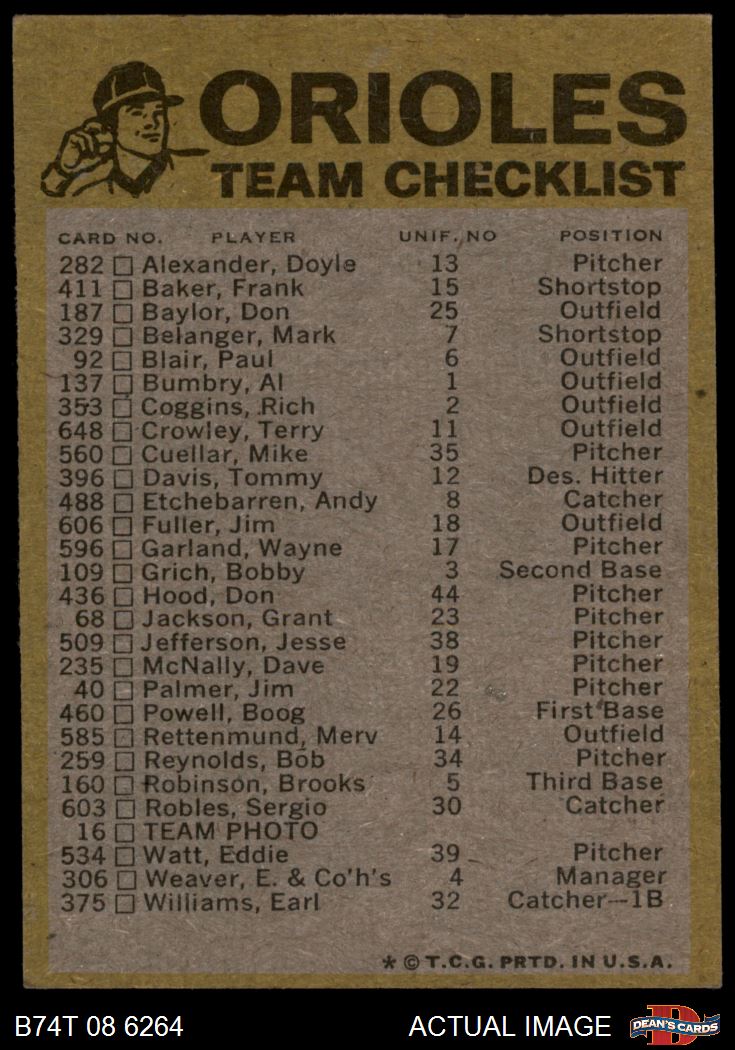 ORIOLES
TEAM CHECKLIST
CARD NO. PLAYER UNIF. NO POSITION
282 Alexander, Doyle 13 Pitcher
411 Baker, Frank 15 Shortstop
187 Baylor, Don 25 Outfield
329 Belanger, Mark 7 Shortstop
92 Blair, Paul 6 Outfield
137 Bumbry, Al 1 Outfield
353 Coggins, Rich 2 Outfield
648 Crowley, Terry 11 Outfield
560 Cuellar, Mike 35 Pitcher
396 Davis, Tommy 12 Des. Hitter
488 Etchebarren, Andy 8 Catcher
606 Fuller, Jim 18 Outfield
596 Garland, Wayne 17 Pitcher
109 Grich, Bobby 3 Second Base
436 Hood, Don 44 Pitcher
68 Jackson, Grant 23 Pitcher
509 Jefferson, Jesse 38 Pitcher
235 McNally, Dave 19 Pitcher
40 Palmer, Jim 22 Pitcher
460 Powell, Boog 26 First Base
585 Rettenmund, Merv 14 Outfield
259 Reynolds, Bob 34 Pitcher
160 Robinson, Brooks 5 Third Base
603 Robles, Sergio 30 Catcher
16 TEAM PHOTO
534 Watt, Eddie 39 Pitcher
306 Weaver, E. & Co'h's 4 Manager
375 Williams, Earl 32 Catcher--1B
* © T.C.G. PRTD. IN U.S.A.
B74T 08 6264 ACTUAL IMAGE DEAN'S CARDS